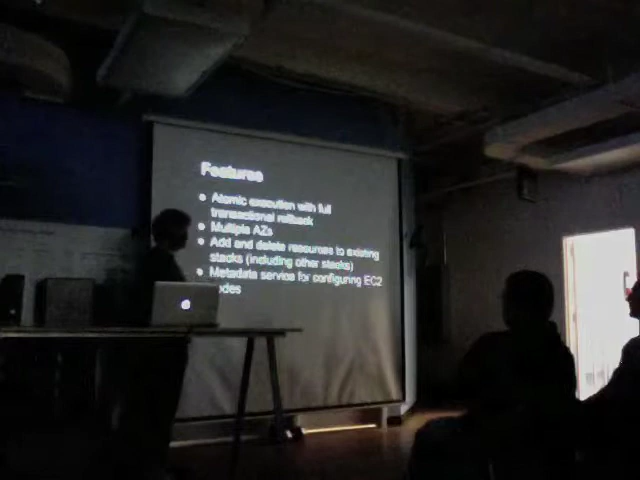 Features
● Atomic execution with full
transactional rollback
● Multiple AZs
● Add and delete resources to existing
stacks (including other stacks)
● Metadata service for configuring EC2